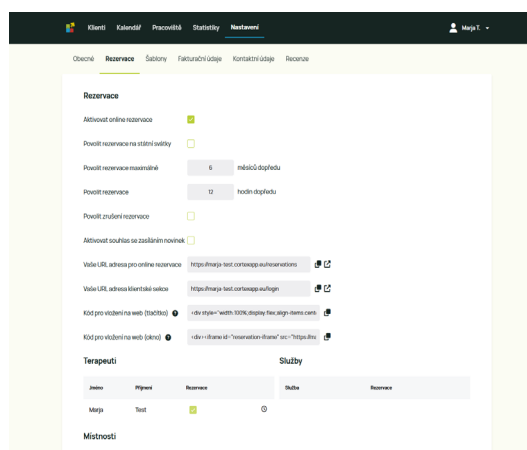 Klienti Kalendář Pracoviště Statistiky Nastavení Marja T.
Obecné Rezervace Šablony Fakturační údaje Kontaktní údaje Recenze
Rezervace
Aktivovat online rezervace
Povolit rezervace na státní svátky
Povolit rezervace maximálně 6 měsíců dopředu
Povolit rezervace 12 hodin dopředu
Povolit zrušení rezervace
Aktivovat souhlas se zasíláním novinek
Vaše URL adresa pro online rezervace https://marja-test.cortexapp.eu/reservations
Vaše URL adresa klientské sekce https://marja-test.cortexapp.eu/login
Kód pro vložení na web (tlačítko) <div style="width:100%;display:flex;align-items:cent
Kód pro vložení na web (okno) <div><iframe id="reservation-iframe" src="https://ma
Terapeuti Služby
Jméno Příjmení Rezervace Služba Rezervace
Marja Test
Místnosti